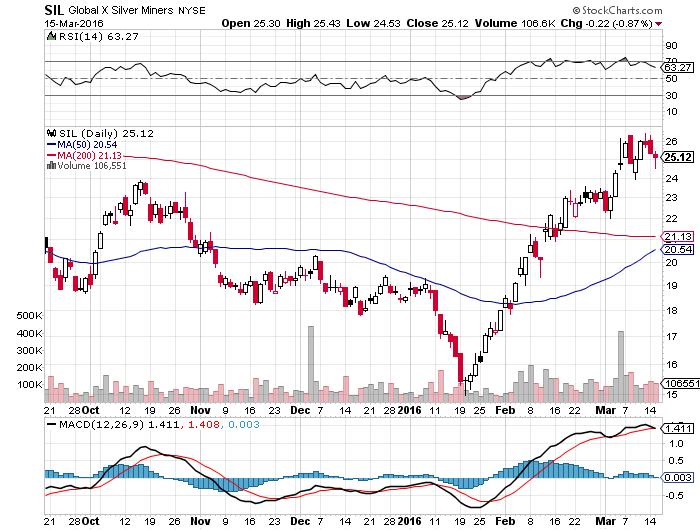 SIL Global X Silver Miners NYSE © StockCharts.com
15-Mar-2016 Open 25.30 High 25.43 Low 24.53 Close 25.12 Volume 106.6K Chg -0.22 (-0.87%)
RSI(14) 63.27
90
70
63.27
50
30
10
SIL (Daily) 25.12
MA(50) 20.54
MA(200) 21.13
Volume 106,551
26
25.12
24
23
22
21.13
20.54
20
19
18
17
16
15
500K
400K
300K
200K
100K
106551
21 28 Oct 5 12 19 26 Nov 9 16 23 Dec 7 14 21 28 2016 11 19 25 Feb 8 16 22 Mar 7 14
MACD(12,26,9) 1.411, 1.408, 0.003
1.411
1.0
0.5
0.003
-0.5
21 28 Oct 5 12 19 26 Nov 9 16 23 Dec 7 14 21 28 2016 11 19 25 Feb 8 16 22 Mar 7 14